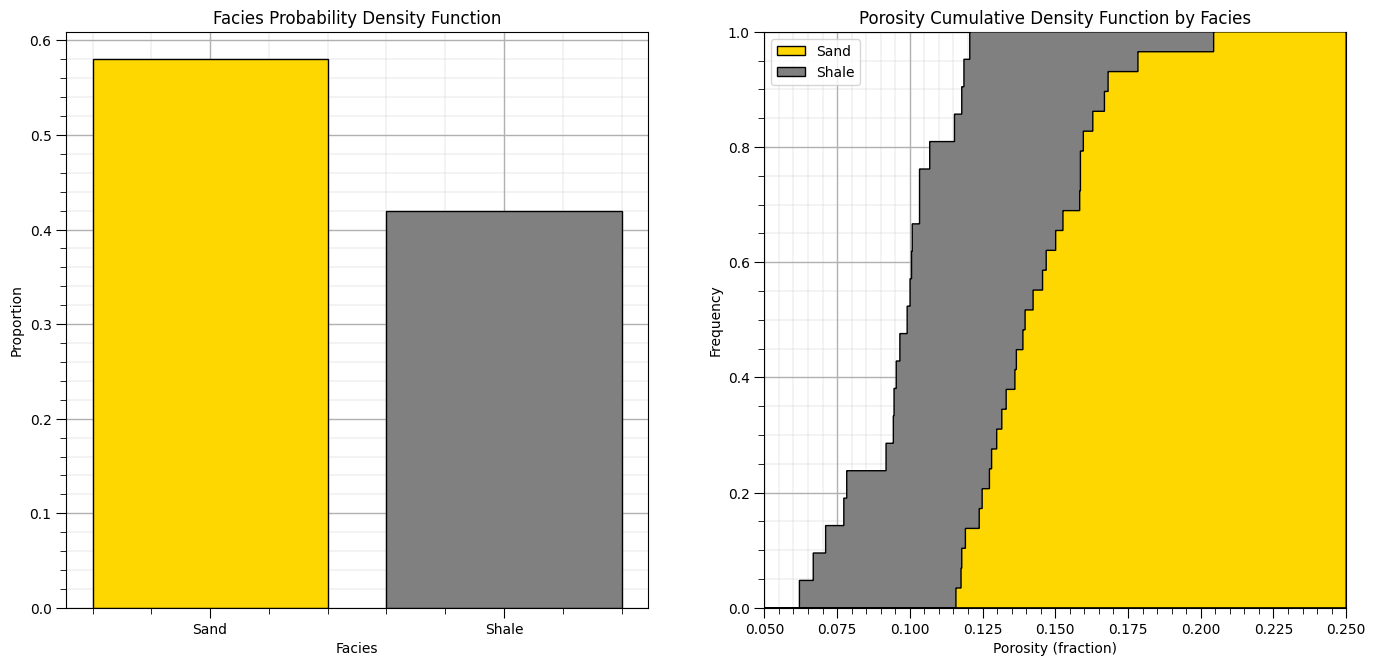 Facies Probability Density Function
0.6
0.5
0.4
0.3
0.2
0.1
0.0
Proportion
Sand
Shale
Facies
Porosity Cumulative Density Function by Facies
Sand
Shale
1.0
0.8
0.6
0.4
0.2
0.0
Frequency
0.050
0.075
0.100
0.125
0.150
0.175
0.200
0.225
0.250
Porosity (fraction)